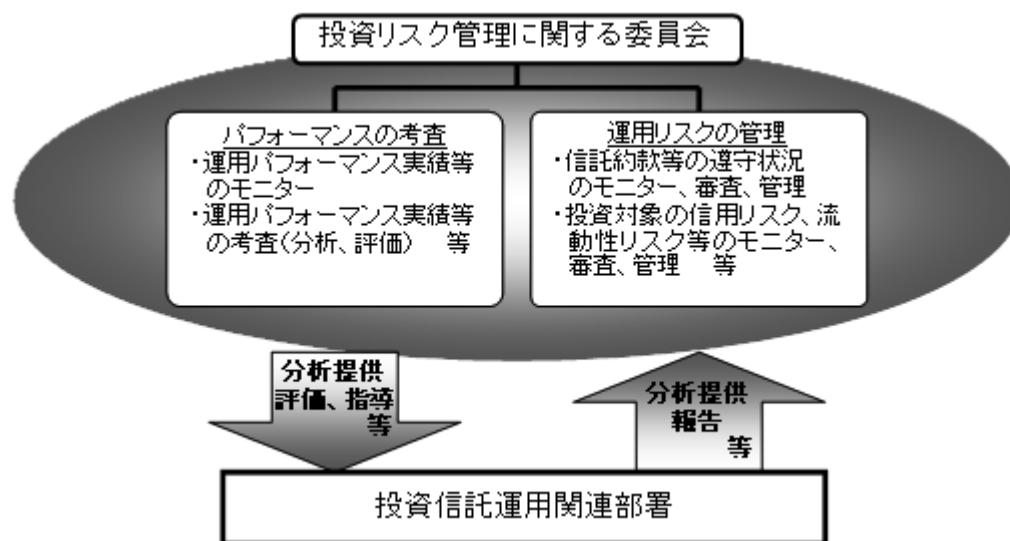 投資リスク管理に関する委員会
パフォーマンスの考査
・運用パフォーマンス実績等
のモニター
・運用パフォーマンス実績等
の考査(分析、評価) 等
運用リスクの管理
・信託約款等の遵守状況
のモニター、審査、管理
・投資対象の信用リスク、流
動性リスク等のモニター、
審査、管理 等
分析提供
評価、指導
等
分析提供
報告
等
投資信託運用関連部署